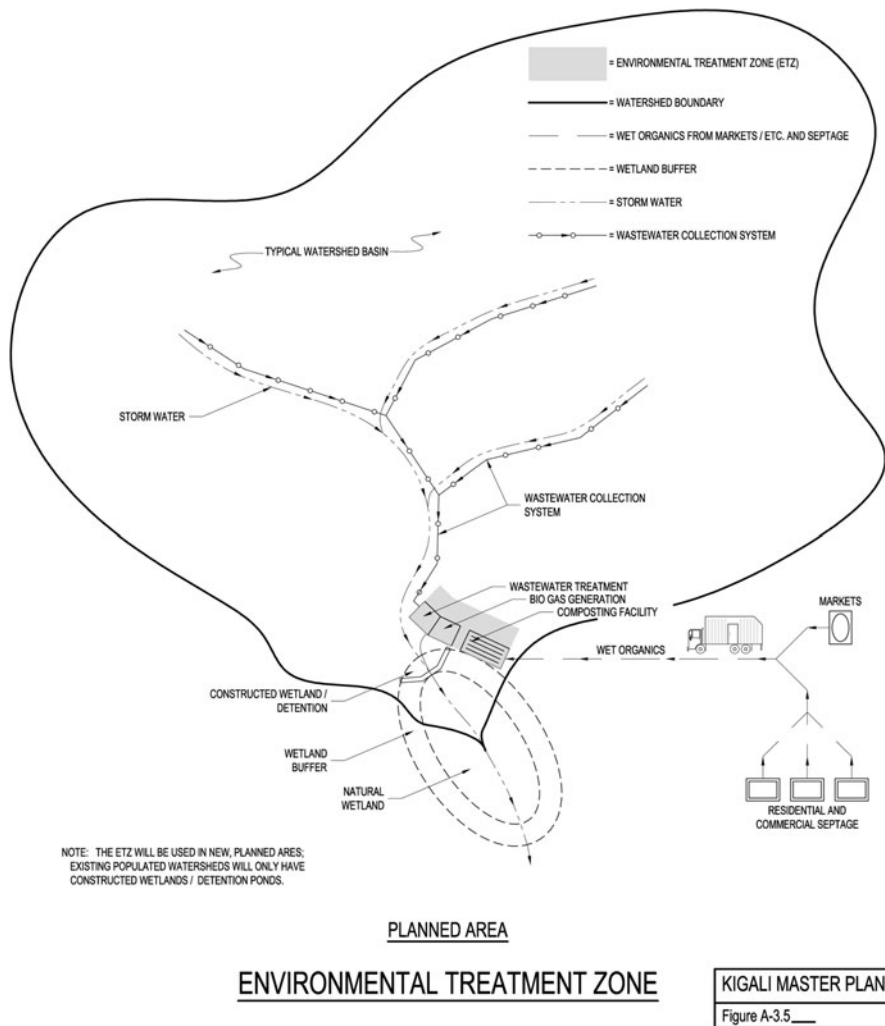 = ENVIRONMENTAL TREATMENT ZONE (ETZ)
= WATERSHED BOUNDARY
= WET ORGANICS FROM MARKETS / ETC. AND SEPTAGE
= WETLAND BUFFER
= STORM WATER
= WASTEWATER COLLECTION SYSTEM
TYPICAL WATERSHED BASIN
STORM WATER
WASTEWATER COLLECTION
SYSTEM
WASTEWATER TREATMENT
BIO GAS GENERATION
COMPOSTING FACILITY
MARKETS
WET ORGANICS
CONSTRUCTED WETLAND /
DETENTION
WETLAND
BUFFER
NATURAL
WETLAND
RESIDENTIAL AND
COMMERCIAL SEPTAGE
NOTE: THE ETZ WILL BE USED IN NEW, PLANNED ARES;
EXISTING POPULATED WATERSHEDS WILL ONLY HAVE
CONSTRUCTED WETLANDS / DETENTION PONDS.
PLANNED AREA
ENVIRONMENTAL TREATMENT ZONE
KIGALI MASTER PLAN
Figure A-3.5___